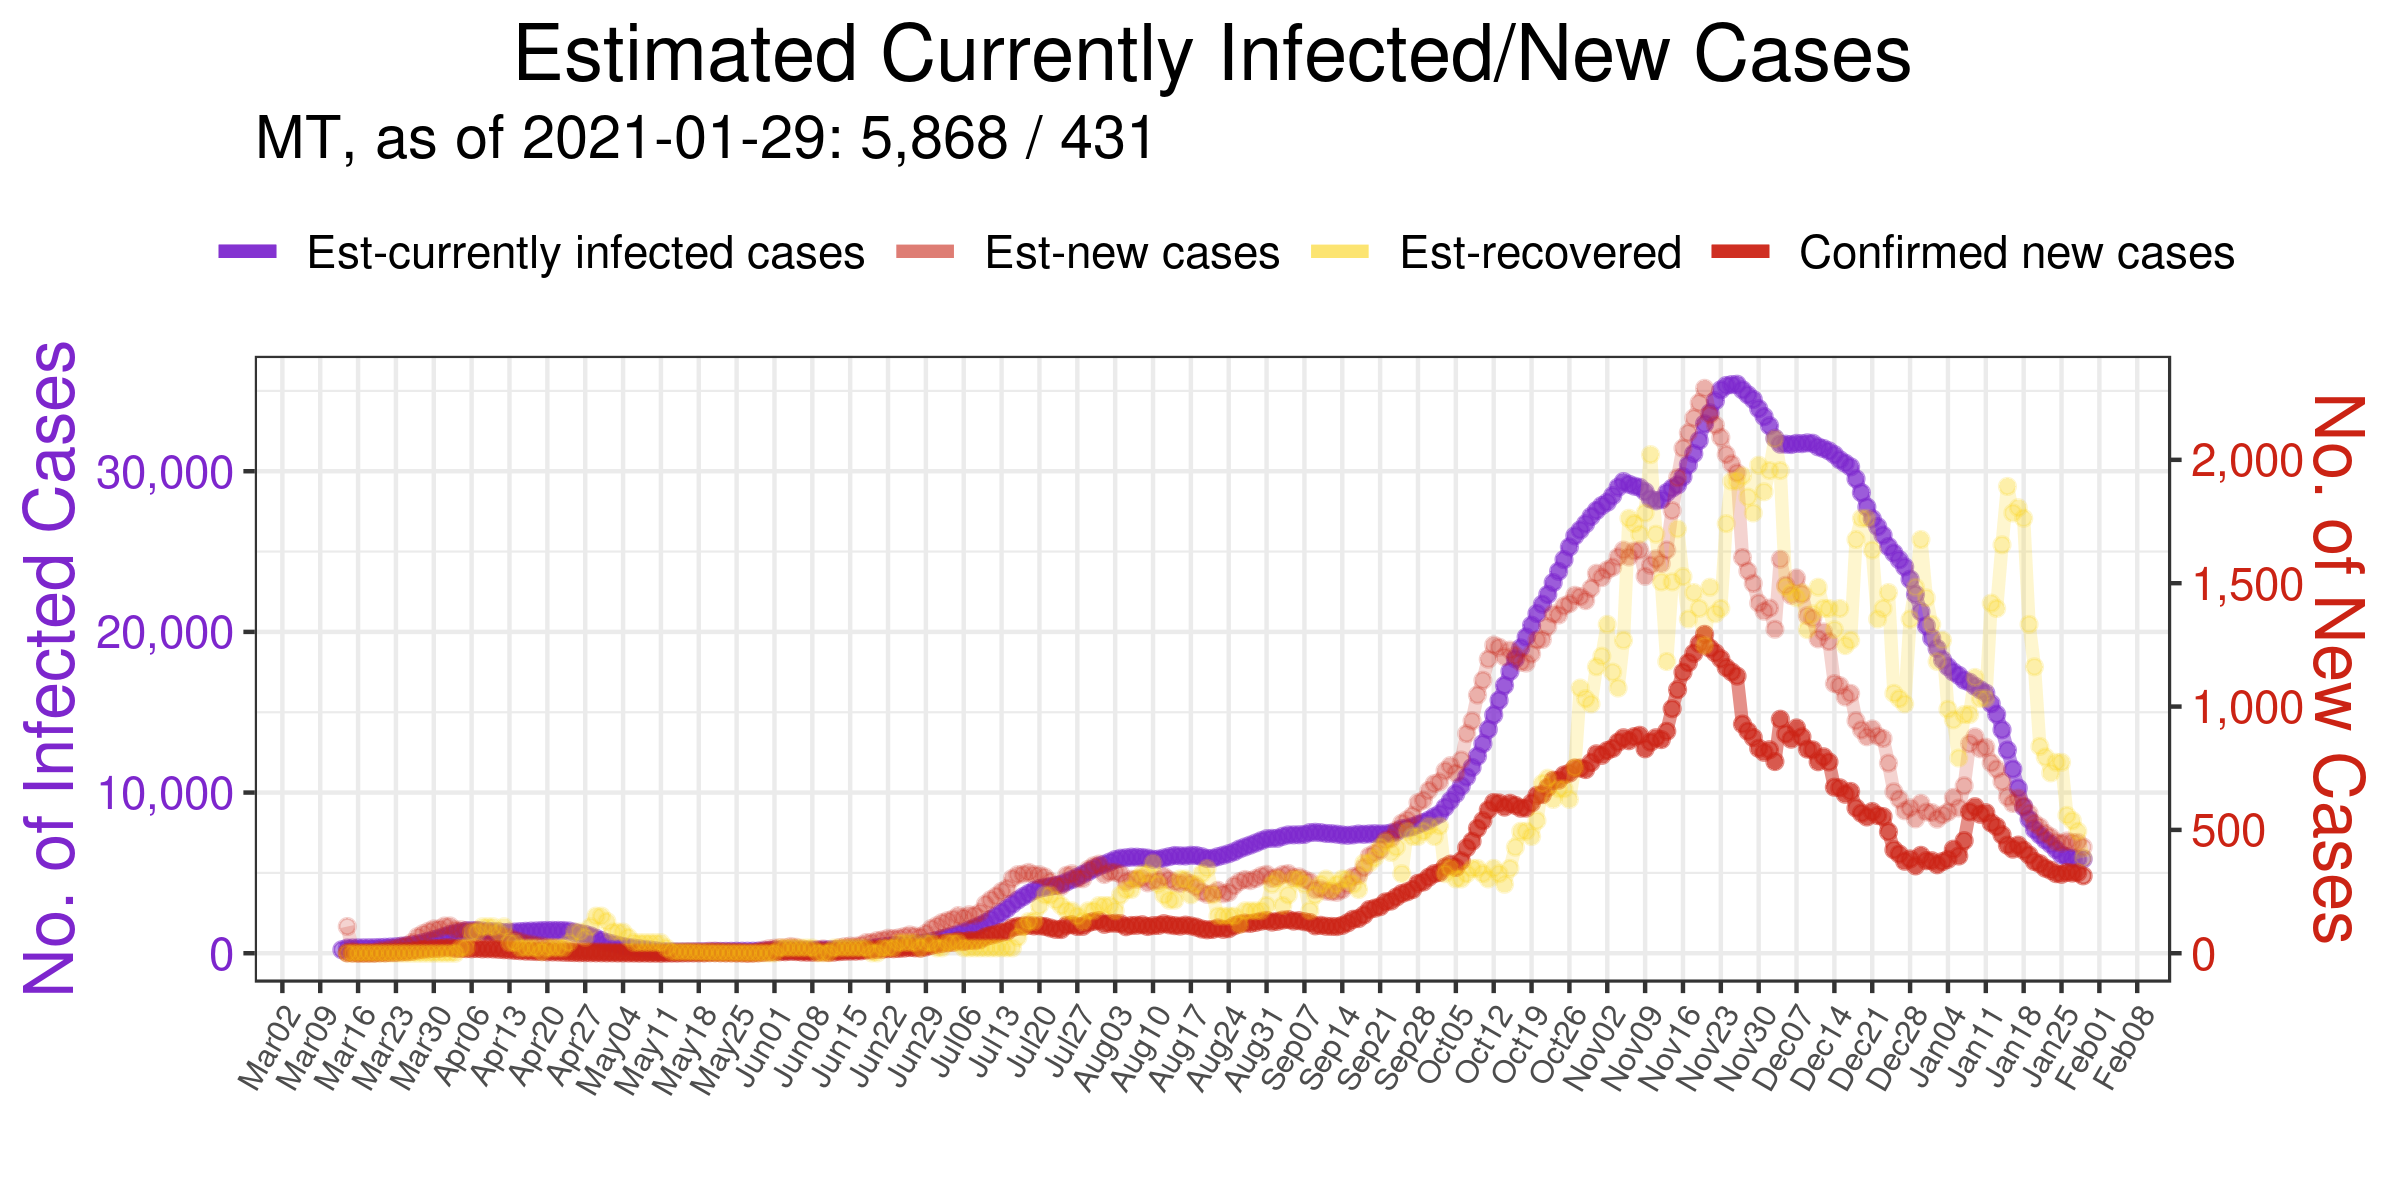 Estimated Currently Infected/New Cases
MT, as of 2021-01-29: 5,868 / 431
Est-currently infected cases Est-new cases Est-recovered Confirmed new cases
No. of Infected Cases
30,000
20,000
10,000
0
No. of New Cases
2,000
1,500
1,000
500
0
Mar02 Mar09 Mar16 Mar23 Mar30 Apr06 Apr13 Apr20 Apr27 May04 May11 May18 May25 Jun01 Jun08 Jun15 Jun22 Jun29 Jul06 Jul13 Jul20 Jul27 Aug03 Aug10 Aug17 Aug24 Aug31 Sep07 Sep14 Sep21 Sep28 Oct05 Oct12 Oct19 Oct26 Nov02 Nov09 Nov16 Nov23 Nov30 Dec07 Dec14 Dec21 Dec28 Jan04 Jan11 Jan18 Jan25 Feb01 Feb08